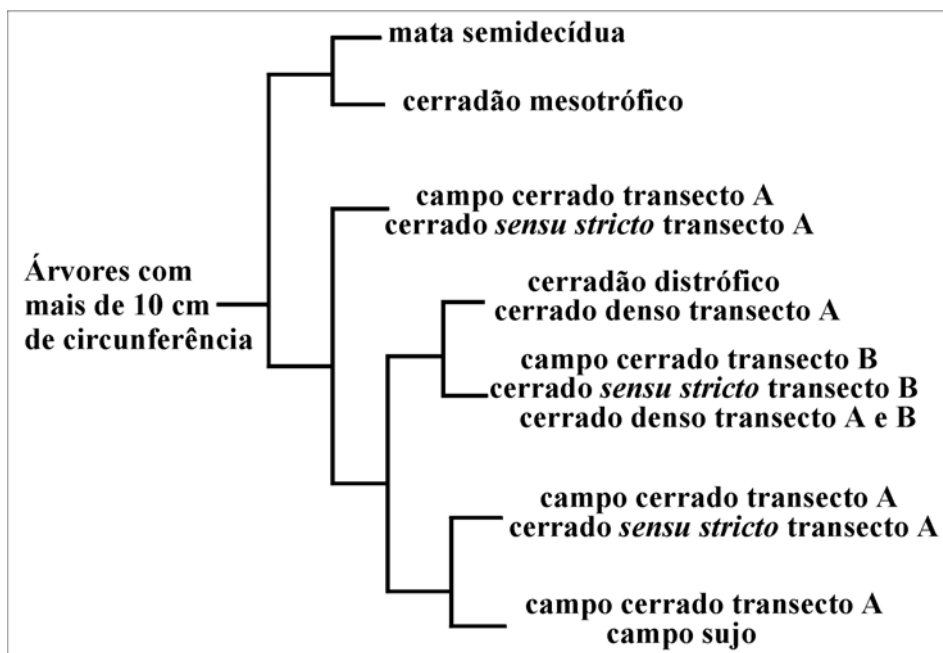 mata semidecídua
cerradão mesotrófico
campo cerrado transecto A
cerrado sensu stricto transecto A
Árvores com
mais de 10 cm
de circunferência
cerradão distrófico
cerrado denso transecto A
campo cerrado transecto B
cerrado sensu stricto transecto B
cerrado denso transecto A e B
campo cerrado transecto A
cerrado sensu stricto transecto A
campo cerrado transecto A
campo sujo